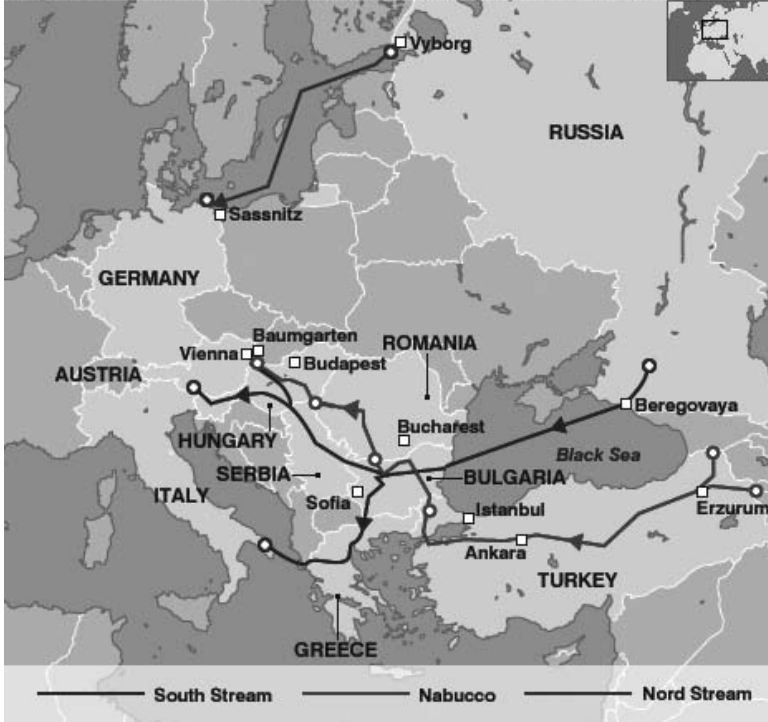 Vyborg
RUSSIA
Sassnitz
GERMANY
Baumgarten
ROMANIA
Vienna
Budapest
AUSTRIA
Beregovaya
Bucharest
HUNGARY
Black Sea
SERBIA
BULGARIA
ITALY
Sofia
Istanbul
Erzurum
Ankara
TURKEY
GREECE
South Stream Nabucco Nord Stream